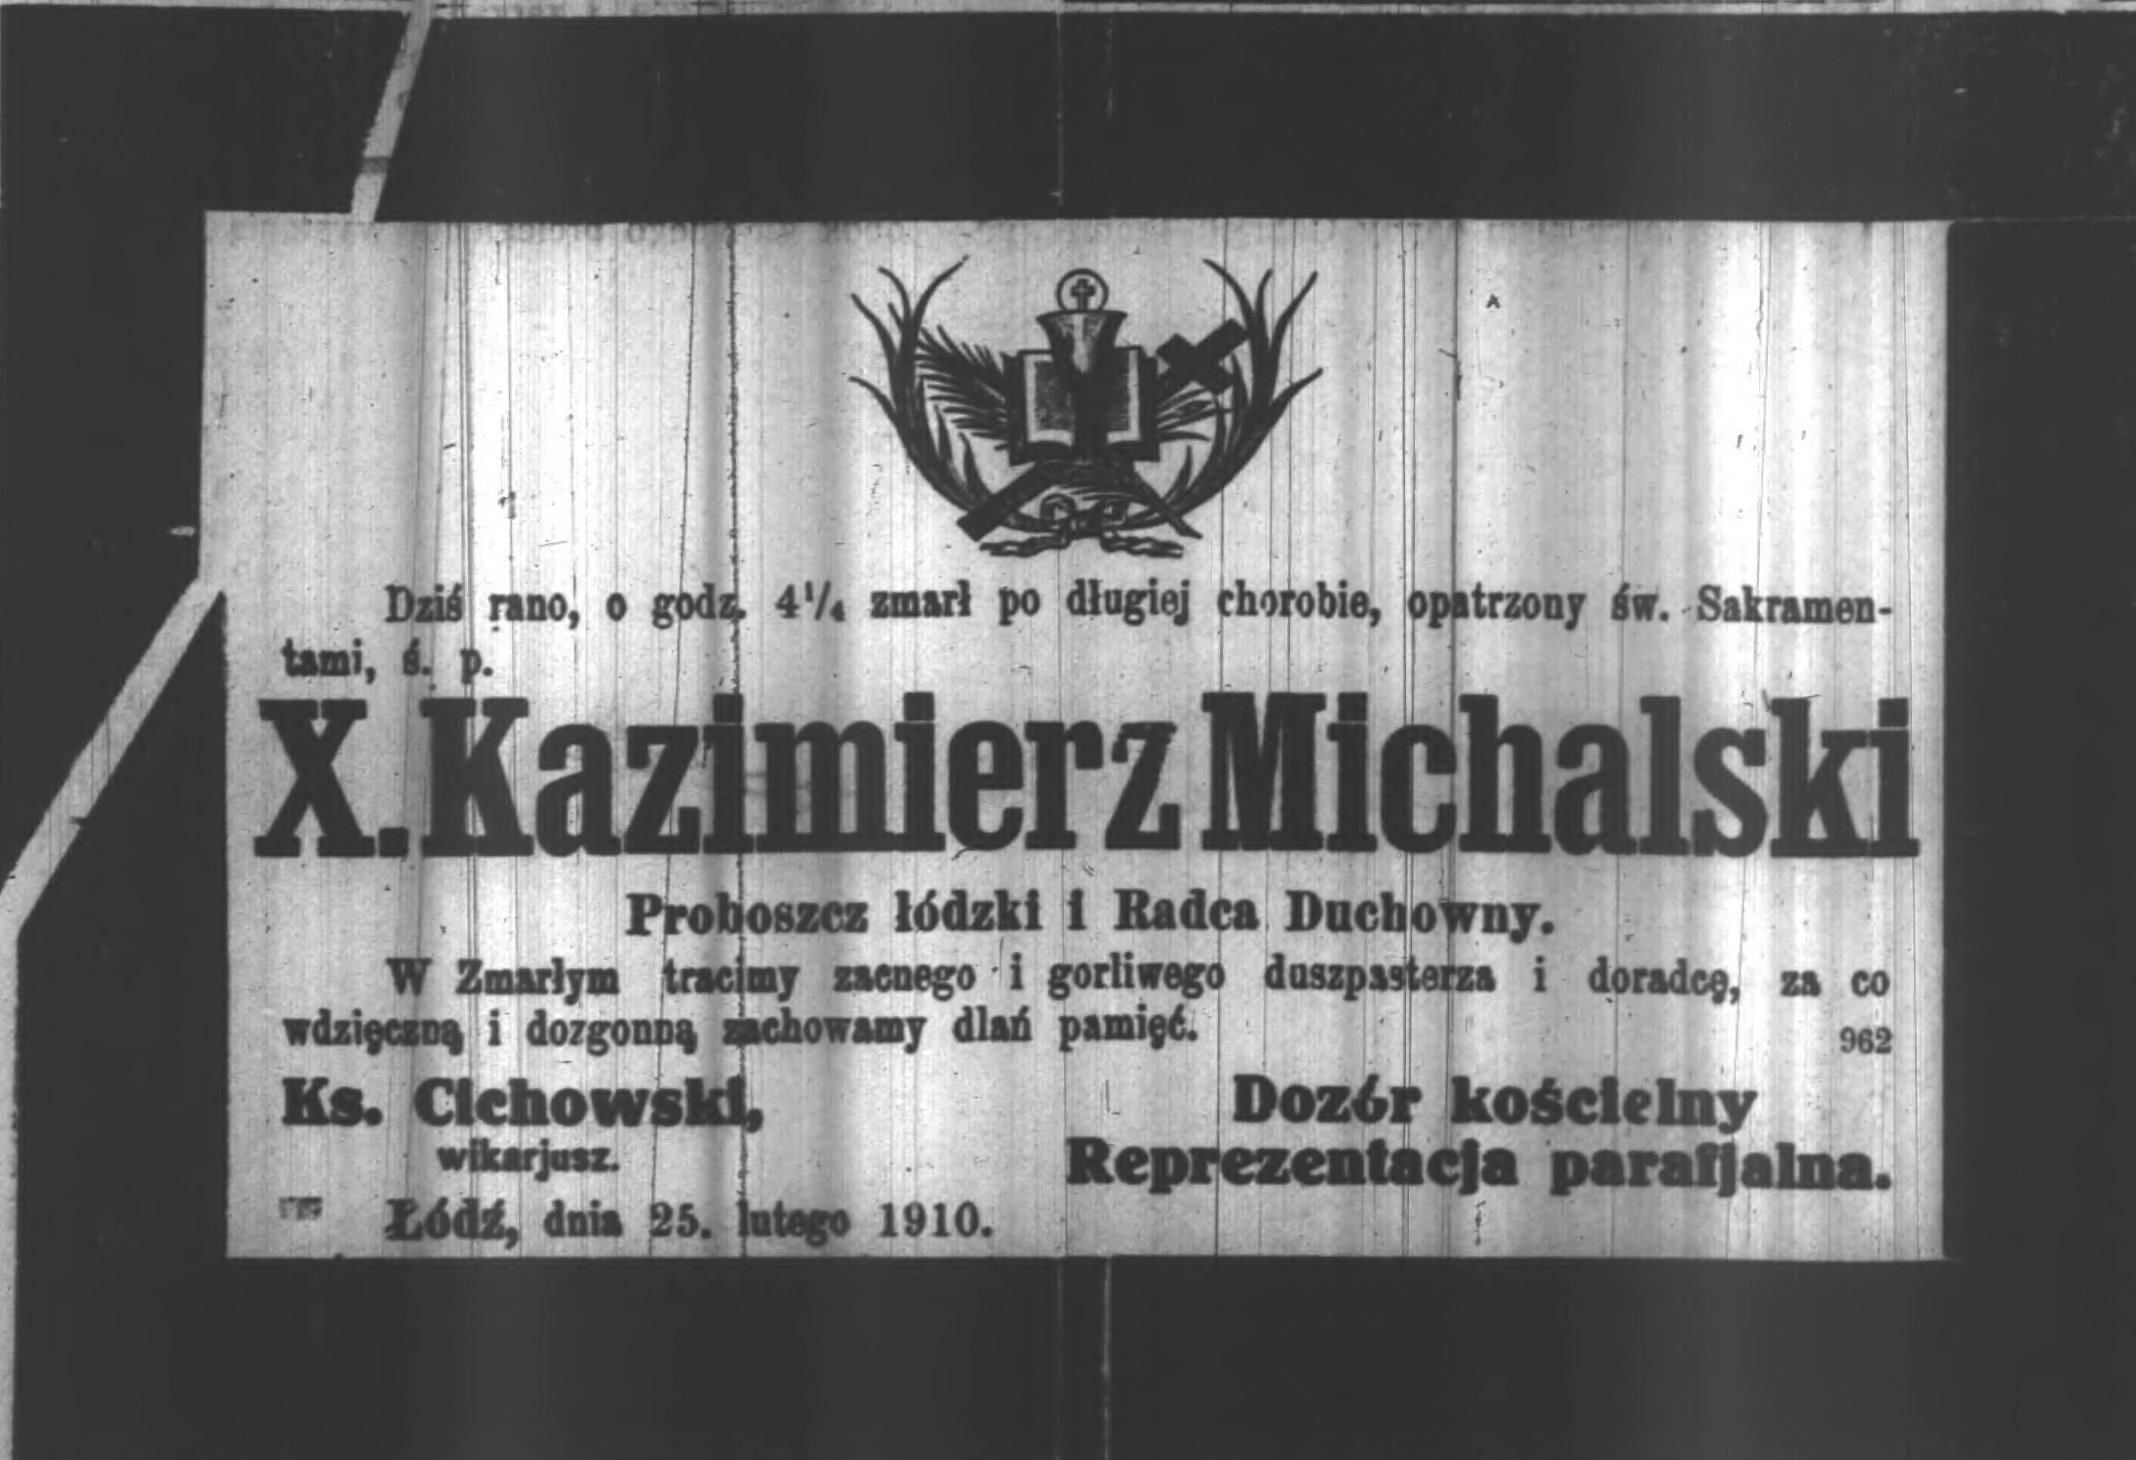 Dziś rano, o godz. 4¹/₄ zmarł po długiej chorobie, opatrzony św. Sakramen-
tami, ś. p.
X. Kazimierz Michalski
Proboszcz łódzki i Radca Duchowny.
W Zmarłym tracimy zacnego i gorliwego duszpasterza i doradcę, za co
wdzięczną i dozgonną zachowamy dlań pamięć.
962
Ks. Cichowski,
wikarjusz.
Dozór kościelny
Reprezentacja parafjalna.
Łódź, dnia 25. lutego 1910.